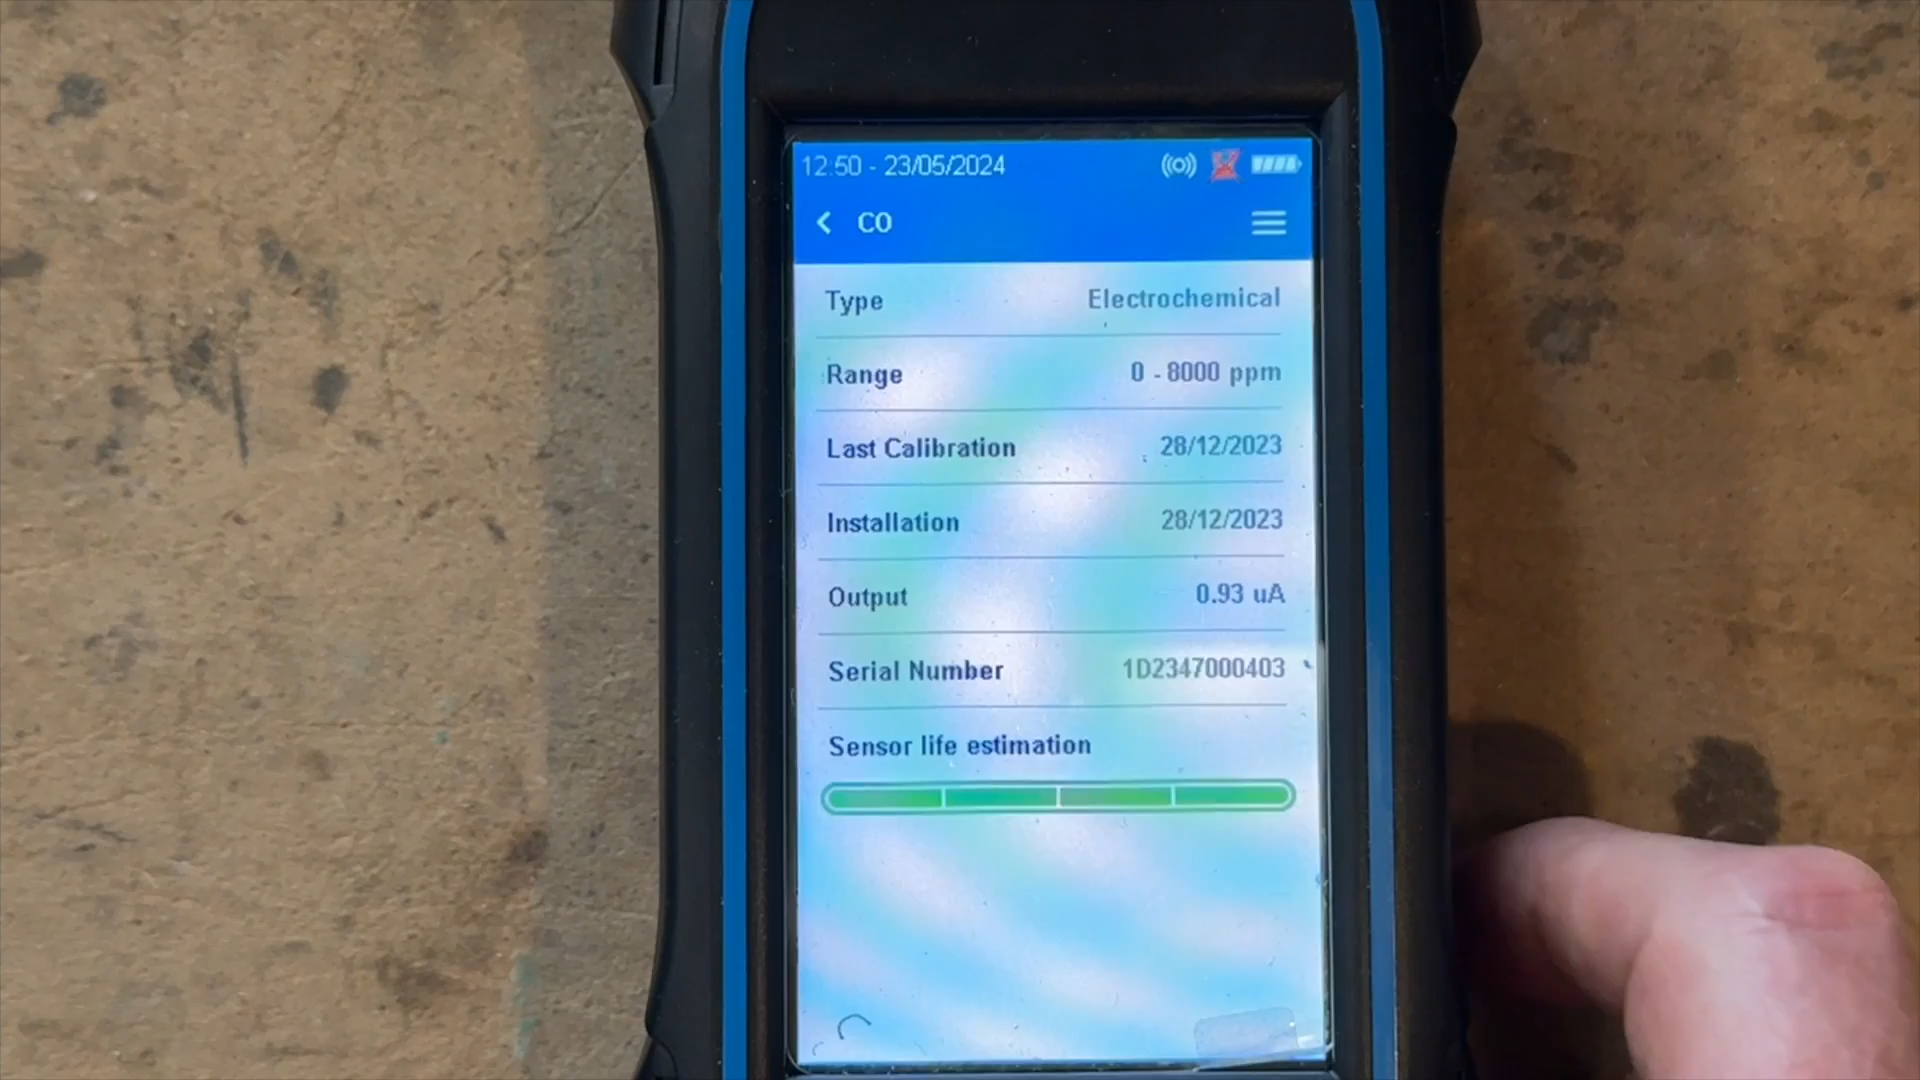 12:50 - 23/05/2024
CO
Type Electrochemical
Range 0 - 8000 ppm
Last Calibration 28/12/2023
Installation 28/12/2023
Output 0.93 uA
Serial Number 1D2347000403
Sensor life estimation